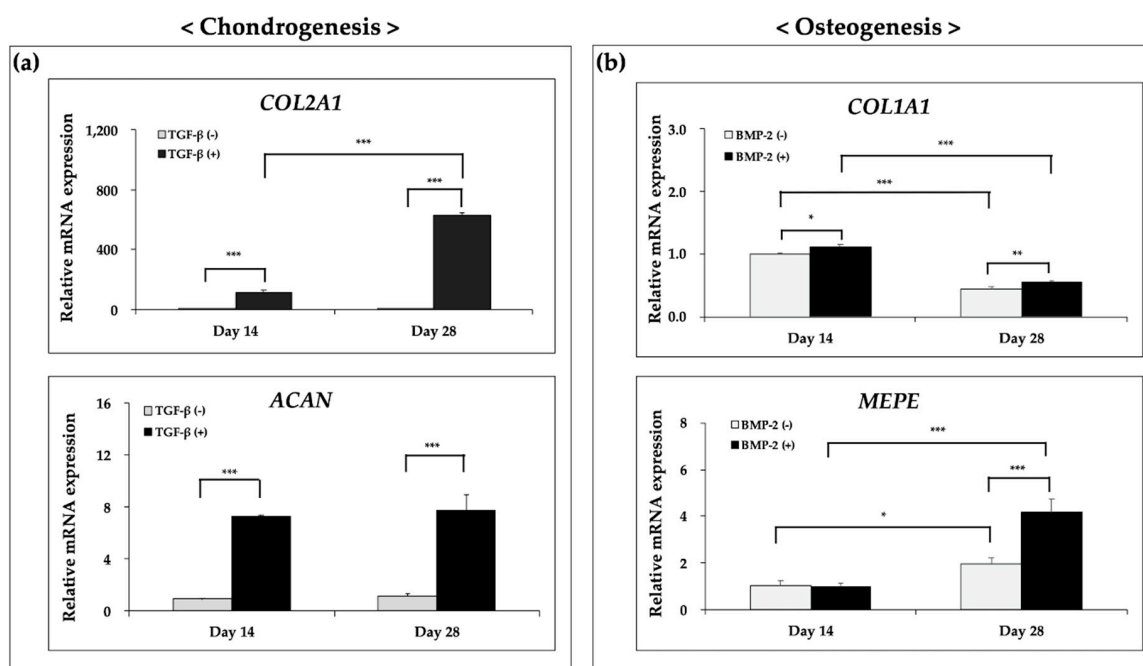 < Chondrogenesis >
< Osteogenesis >
(a)
COL2A1
Relative mRNA expression
1,200
800
400
0
TGF-β (-)
TGF-β (+)
***
***
***
Day 14
Day 28
ACAN
Relative mRNA expression
16
12
8
4
0
TGF-β (-)
TGF-β (+)
***
***
Day 14
Day 28
(b)
COL1A1
Relative mRNA expression
3.0
2.0
1.0
0.0
BMP-2 (-)
BMP-2 (+)
***
***
*
**
Day 14
Day 28
MEPE
Relative mRNA expression
8
6
4
2
0
BMP-2 (-)
BMP-2 (+)
***
***
*
Day 14
Day 28